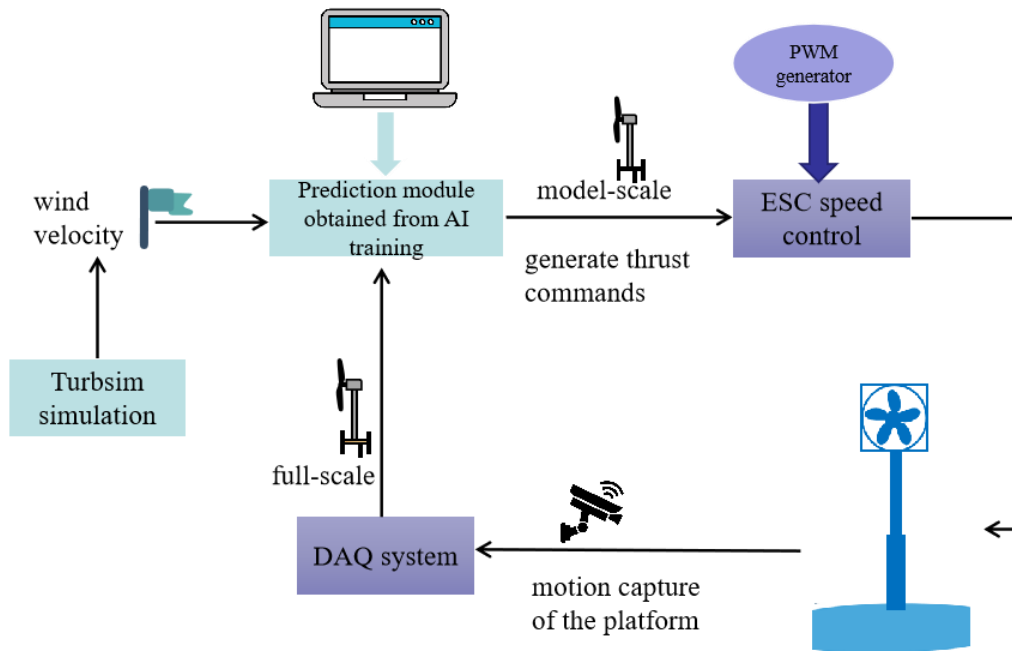 PWM
generator
wind
velocity
Prediction module
obtained from AI
training
model-scale
generate thrust
commands
ESC speed
control
Turbsim
simulation
full-scale
DAQ system
motion capture
of the platform